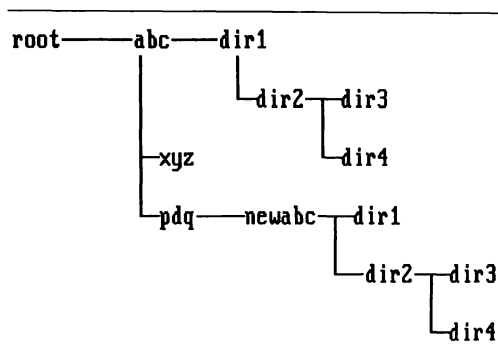 root abc dir1
dir2 dir3
xyz dir4
pdq newabc dir1
dir2 dir3
dir4